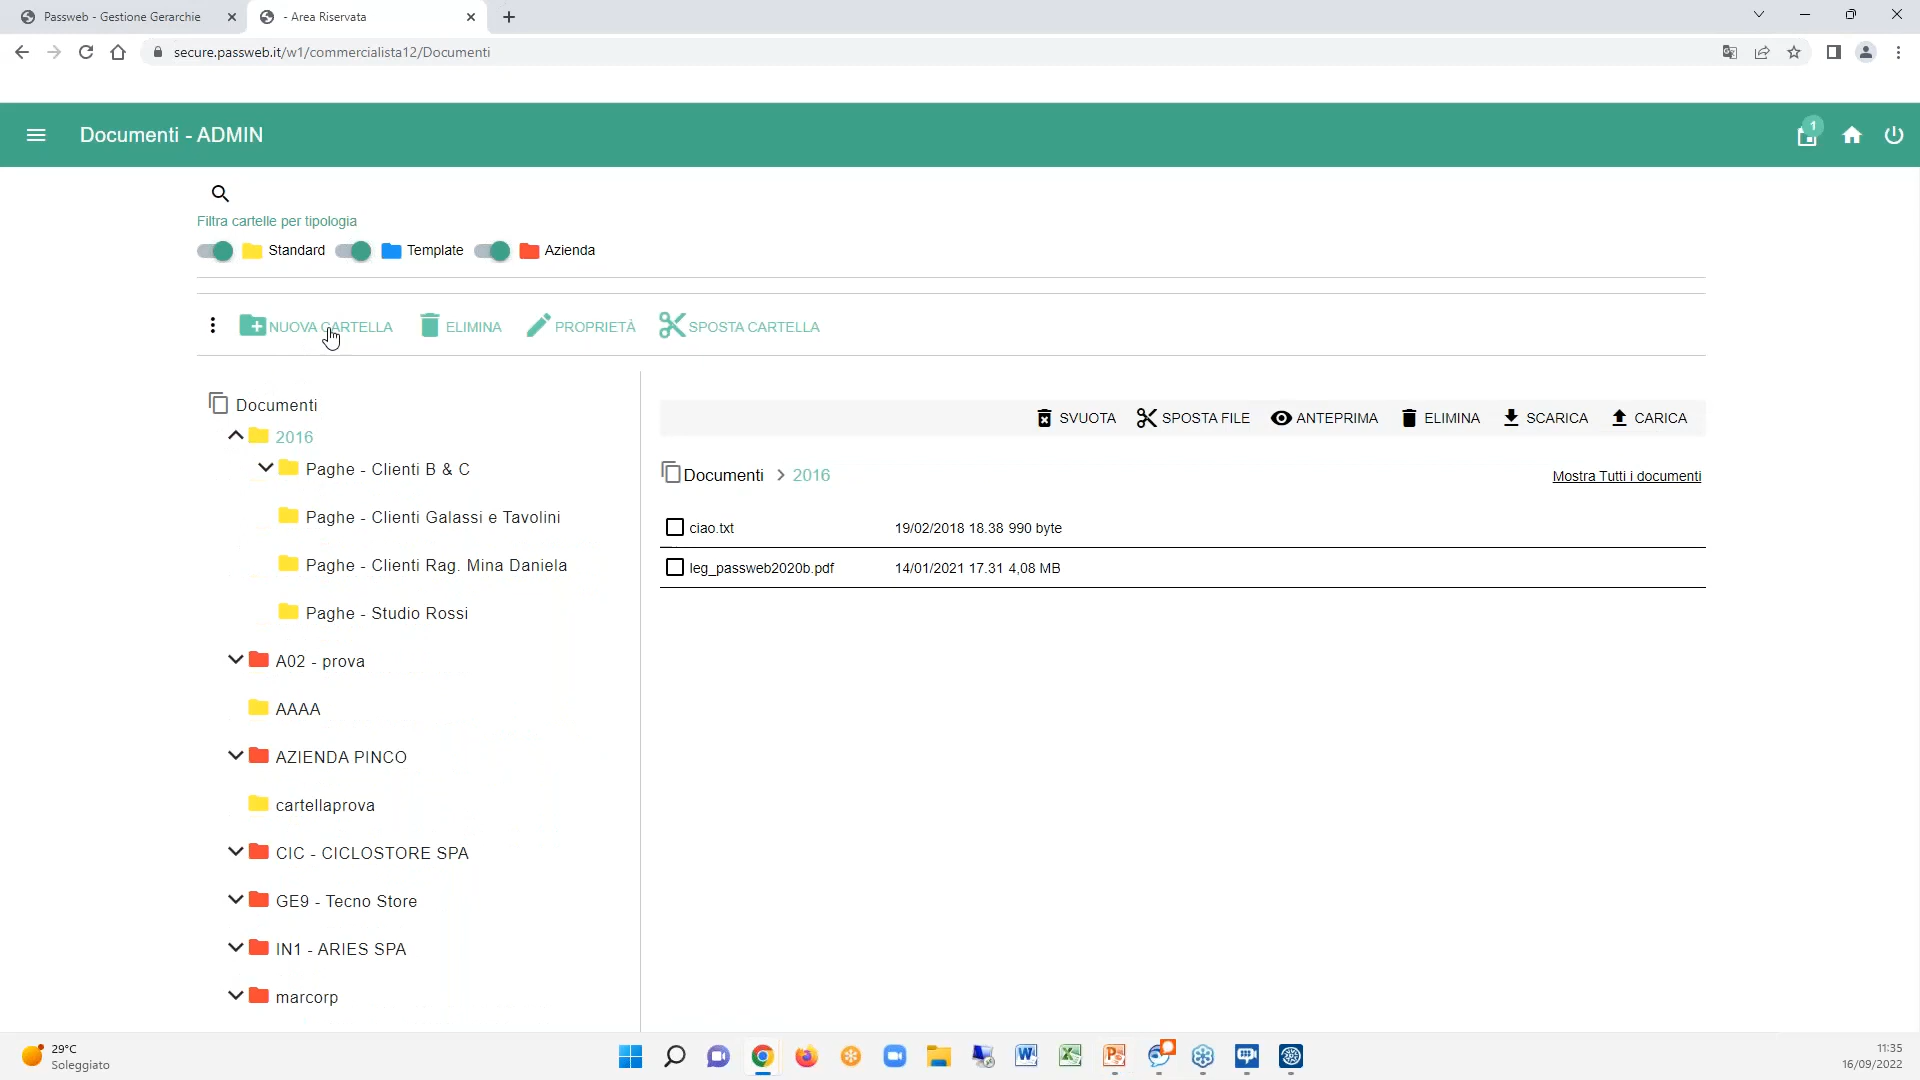 Passweb - Gestione Gerarchie
- Area Riservata
secure.passweb.it/w1/commercialista12/Documenti
Documenti - ADMIN
1
Filtra cartelle per tipologia
Standard Template Azienda
NUOVA CARTELLA ELIMINA PROPRIETÀ SPOSTA CARTELLA
Documenti
2016
Paghe - Clienti B & C
Paghe - Clienti Galassi e Tavolini
Paghe - Clienti Rag. Mina Daniela
Paghe - Studio Rossi
A02 - prova
AAAA
AZIENDA PINCO
cartellaprova
CIC - CICLOSTORE SPA
GE9 - Tecno Store
IN1 - ARIES SPA
marcorp
SVUOTA SPOSTA FILE ANTEPRIMA ELIMINA SCARICA CARICA
Documenti > 2016 Mostra Tutti i documenti
ciao.txt 19/02/2018 18.38 990 byte
leg_passweb2020b.pdf 14/01/2021 17.31 4,08 MB
29°C
Soleggiato
11:35
16/09/2022